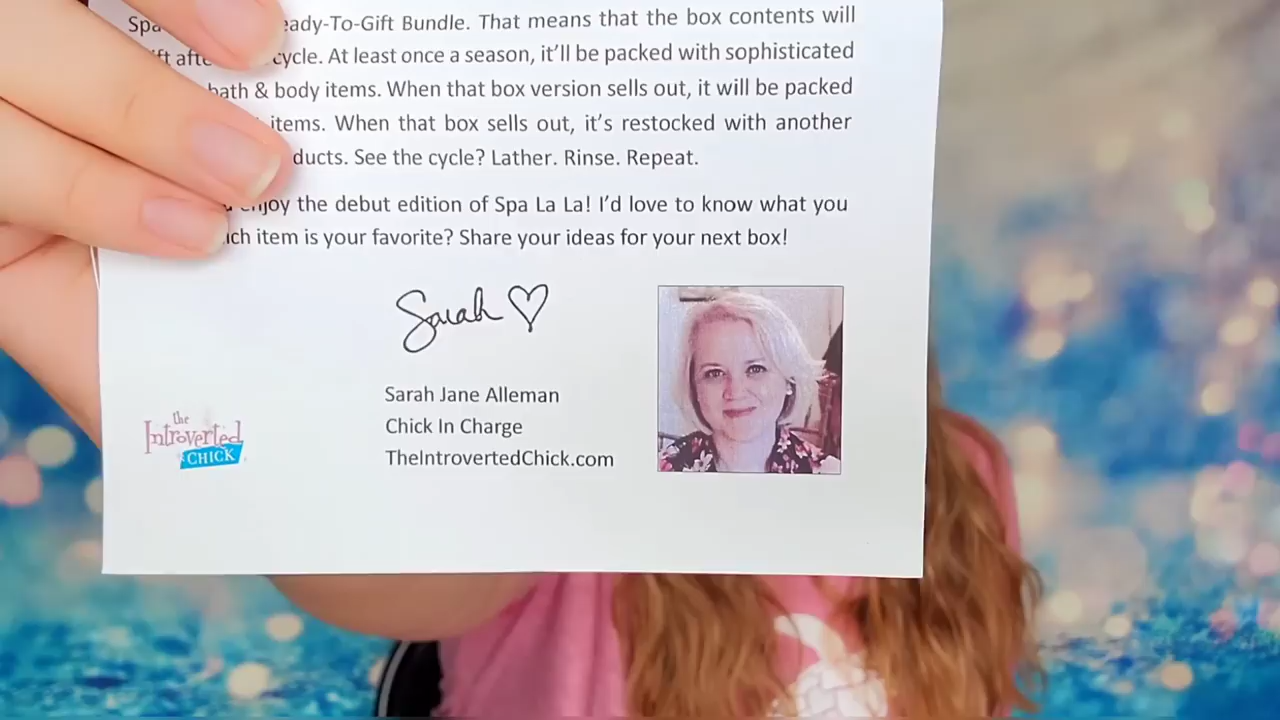 Spa ady-To-Gift Bundle. That means that the box contents will
cycle. At least once a season, it'll be packed with sophisticated
bath & body items. When that box version sells out, it will be packed
items. When that box sells out, it's restocked with another
ducts. See the cycle? Lather. Rinse. Repeat.
enjoy the debut edition of Spa La La! I'd love to know what you
ich item is your favorite? Share your ideas for your next box!
Sarah
Sarah Jane Alleman
Chick In Charge
TheIntrovertedChick.com
the
Introverted
CHICK